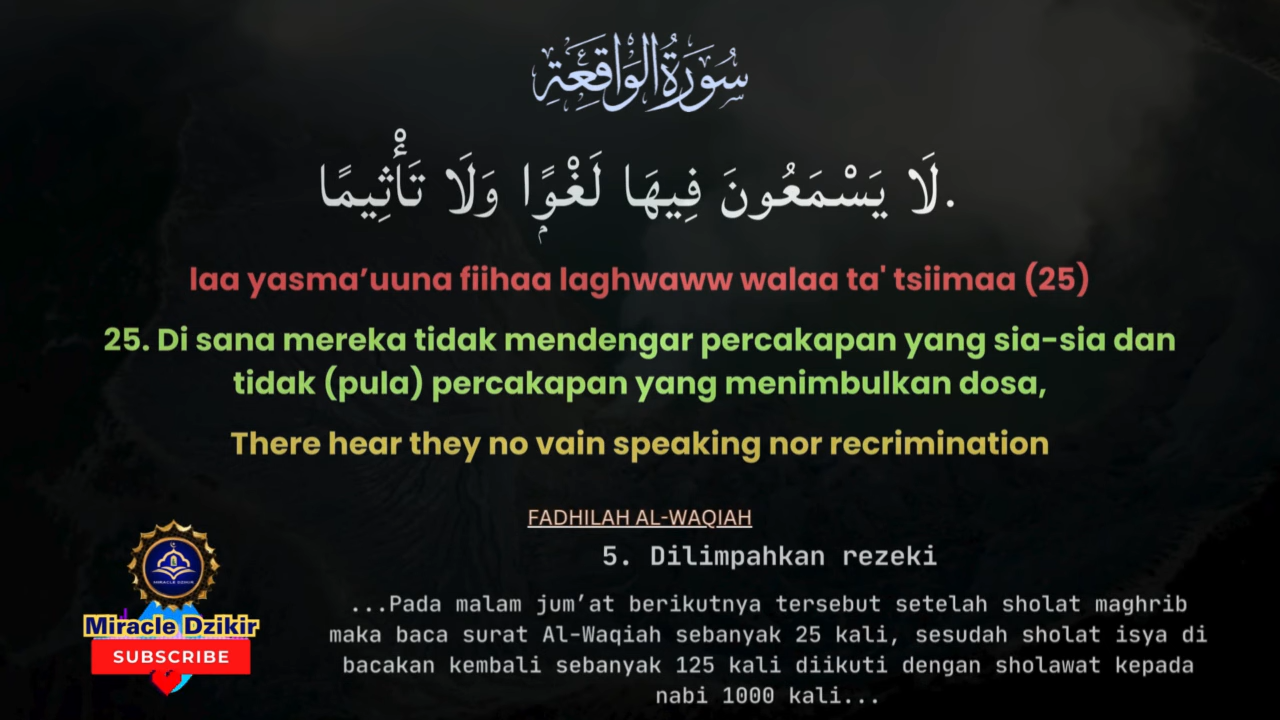 سُورَةُ الْوَاقِعَةِ
لَا يَسْمَعُونَ فِيهَا لَغْوًۭا وَلَا تَأْثِيمًا.
laa yasma’uuna fiihaa laghwaww walaa ta' tsiimaa (25)
25. Di sana mereka tidak mendengar percakapan yang sia-sia dan
tidak (pula) percakapan yang menimbulkan dosa,
There hear they no vain speaking nor recrimination
FADHILAH AL-WAQIAH
5. Dilimpahkan rezeki
...Pada malam jum’at berikutnya tersebut setelah sholat maghrib
maka baca surat Al-Waqiah sebanyak 25 kali, sesudah sholat isya di
bacakan kembali sebanyak 125 kali diikuti dengan sholawat kepada
nabi 1000 kali...
MIRACLE DZIKIR
Miracle Dzikir
SUBSCRIBE